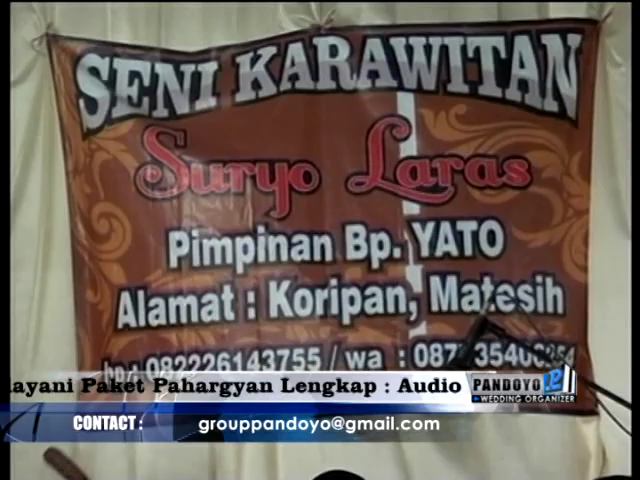 SENI KARAWITAN
Suryo Laras
Pimpinan Bp. YATO
Alamat : Koripan, Matesih
hp : 082226143755 / wa :
layani Paket Pahargyan Lengkap : Audio
PANDOYO
WEDDING ORGANIZER
CONTACT : grouppandoyo@gmail.com